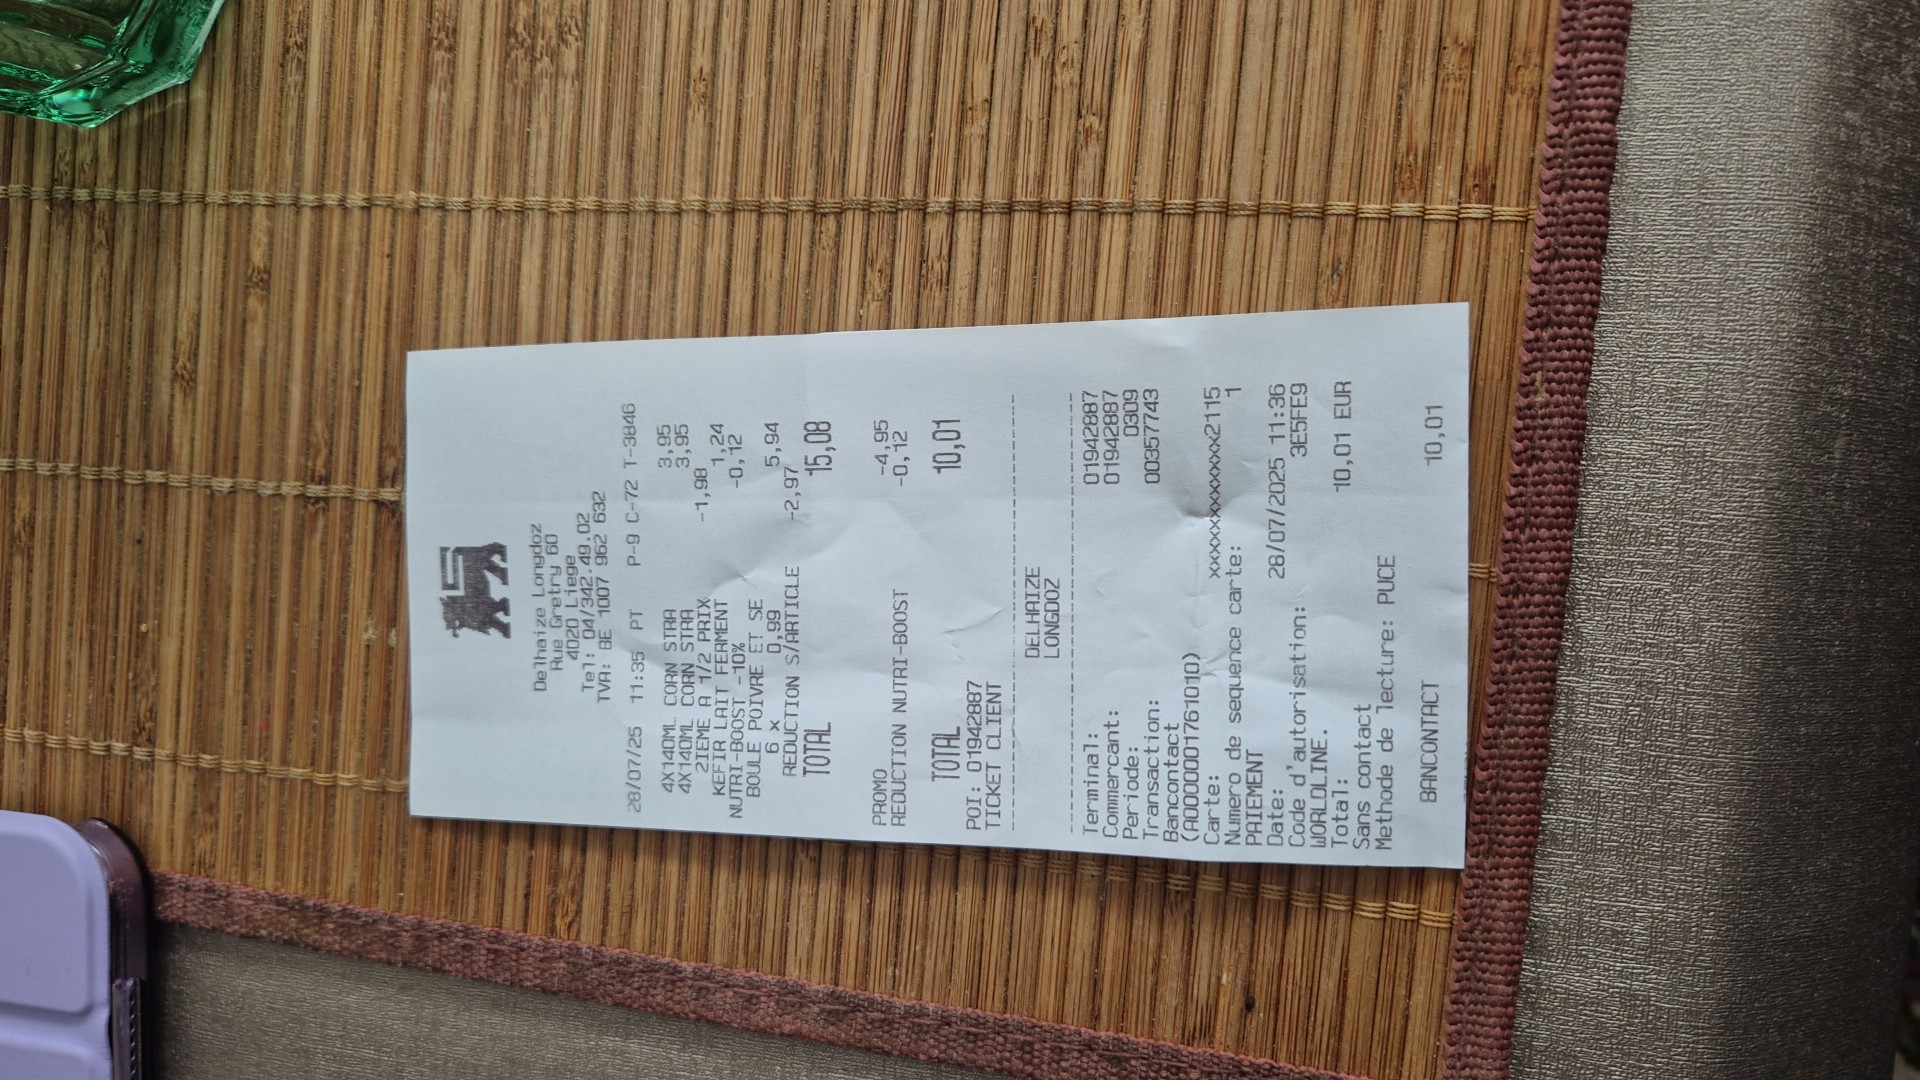 Delhaize Longdoz
Rue Gretry 60
4020 Liege
Tel: 04/342.49.02
TVA: BE 1007 962 632
28/07/25 11:35 PT P-9 C-72 T-3846
4X140ML CORN STRA 3,95
4X140ML CORN STRA 3,95
2IEME A 1/2 PRIX -1,98
KEFIR LAIT FERMENT 1,24
NUTRI-BOOST -10% -0,12
BOULE POIVRE ET SE
6 x 0,99 5,94
REDUCTION S/ARTICLE -2,97
TOTAL 15,08
PROMO -4,95
REDUCTION NUTRI-BOOST -0,12
TOTAL 10,01
POI: 01942887
TICKET CLIENT
DELHAIZE
LONGDOZ
Terminal: 01942887
Commercant: 01942887
Periode: 0309
Transaction: 00357743
Bancontact
(A0000001761010)
Carte: xxxxxxxxxxxxx2115
Numero de sequence carte: 1
PAIEMENT
Date: 28/07/2025 11:36
Code d'autorisation: 3E5FE9
WORLDLINE.
Total: 10,01 EUR
Sans contact
Methode de lecture: PUCE
BANCONTACT 10,01